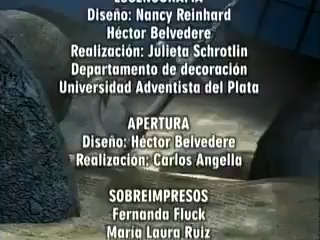 ESCENOGRAFÍA
Diseño: Nancy Reinhard
Héctor Belvedere
Realización: Julieta Schrotlin
Departamento de decoración
Universidad Adventista del Plata
APERTURA
Diseño: Héctor Belvedere
Realización: Carlos Angella
SOBREIMPRESOS
Fernanda Fluck
María Laura Ruiz